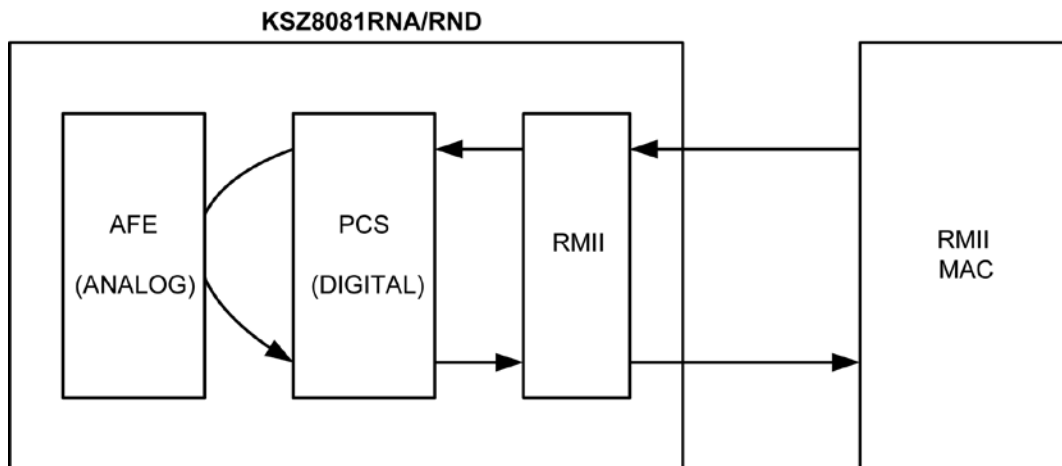 KSZ8081RNA/RND
AFE
(ANALOG)
PCS
(DIGITAL)
RMII
RMII
MAC